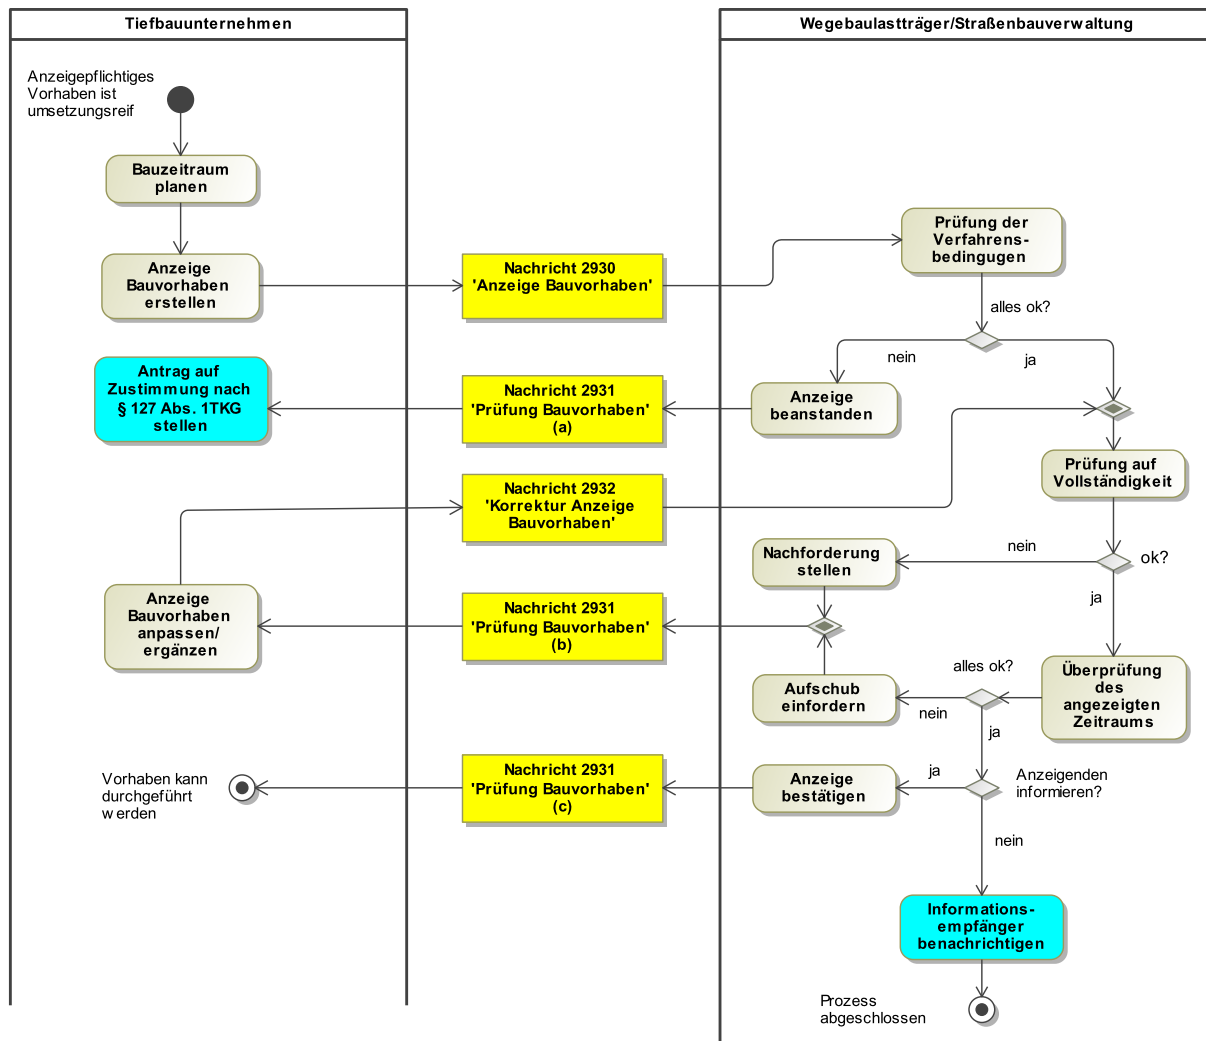 Tiefbauunternehmen
Wegebaulastträger/Straßenbauverwaltung
Anzeigepflichtiges
Vorhaben ist
umsetzungsreif
Bauzeitraum
planen
Anzeige
Bauvorhaben
erstellen
Nachricht 2930
'Anzeige Bauvorhaben'
Prüfung der
Verfahrens-
bedingugen
alles ok?
nein
ja
Antrag auf
Zustimmung nach
§ 127 Abs. 1TKG
stellen
Nachricht 2931
'Prüfung Bauvorhaben'
(a)
Anzeige
beanstanden
Prüfung auf
Vollständigkeit
Nachricht 2932
'Korrektur Anzeige
Bauvorhaben'
Nachforderung
stellen
nein
ok?
ja
Anzeige
Bauvorhaben
anpassen/
ergänzen
Nachricht 2931
'Prüfung Bauvorhaben'
(b)
Aufschub
einfordern
alles ok?
nein
ja
Überprüfung
des
angezeigten
Zeitraums
Vorhaben kann
durchgeführt
werden
Nachricht 2931
'Prüfung Bauvorhaben'
(c)
Anzeige
bestätigen
ja
Anzeigenden
informieren?
nein
Informations-
empfänger
benachrichtigen
Prozess
abgeschlossen